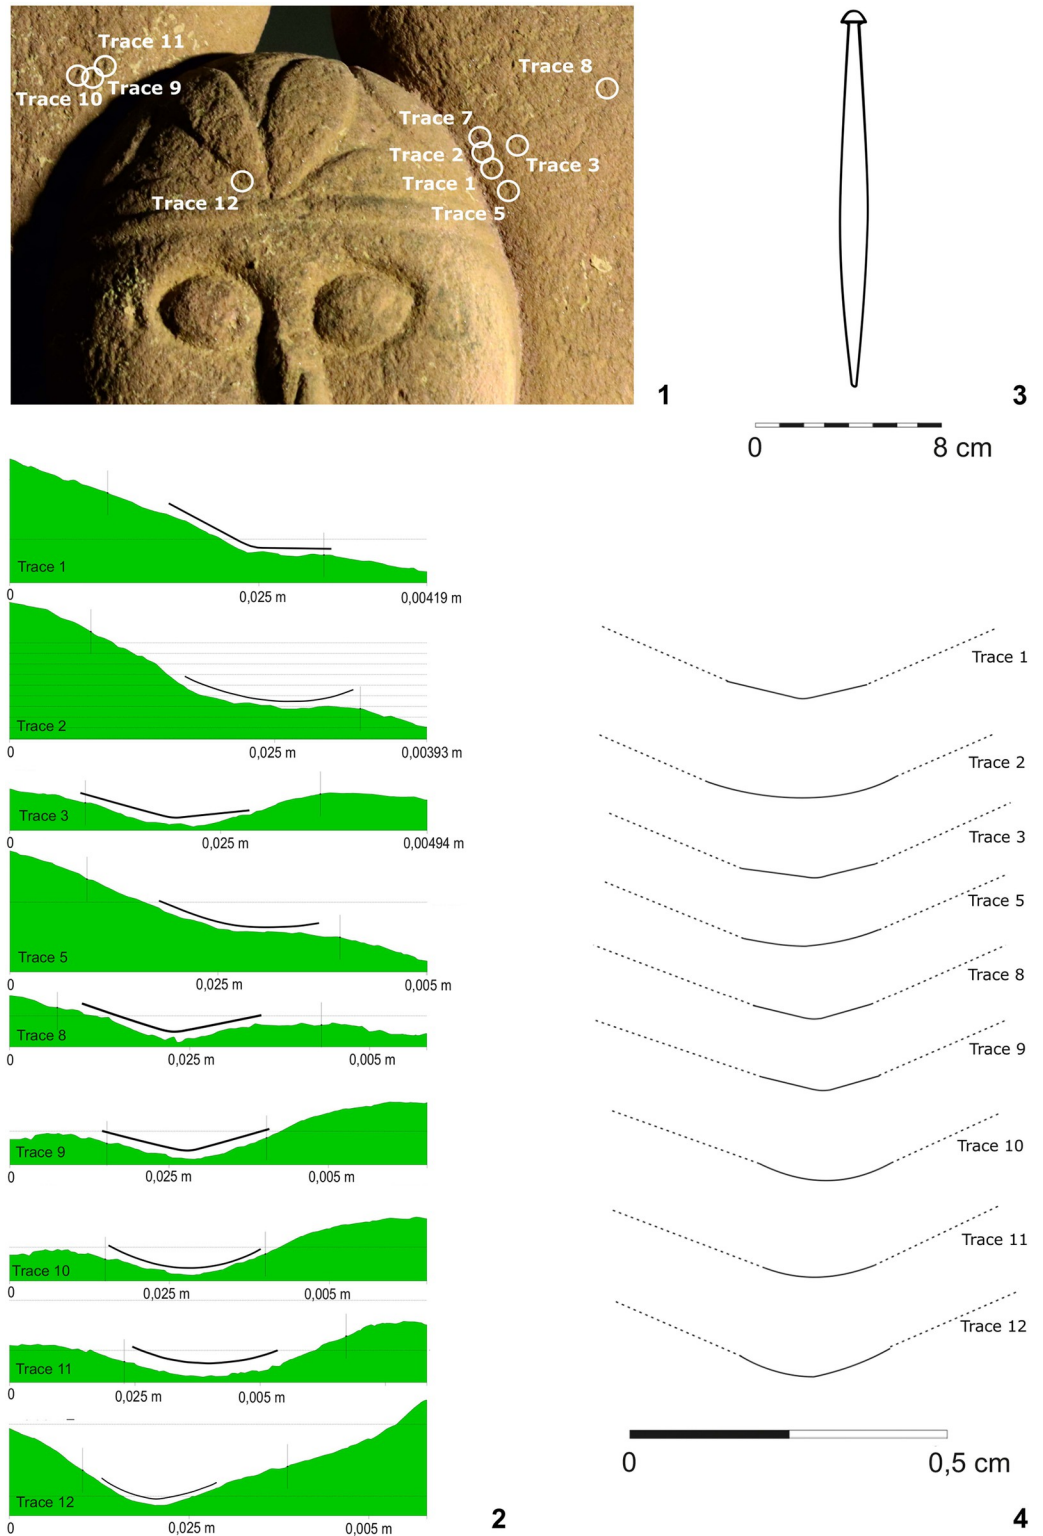 Trace 11
Trace 10
Trace 9
Trace 8
Trace 7
Trace 2
Trace 3
Trace 1
Trace 5
Trace 12
1
3
0 8 cm
Trace 1
0 0,025 m 0,00419 m
Trace 2
0 0,025 m 0,00393 m
Trace 3
0 0,025 m 0,00494 m
Trace 5
0 0,025 m 0,005 m
Trace 8
0 0,025 m 0,005 m
Trace 9
0 0,025 m 0,005 m
Trace 10
0 0,025 m 0,005 m
Trace 11
0 0,025 m 0,005 m
Trace 12
0 0,025 m 0,005 m
2
Trace 1
Trace 2
Trace 3
Trace 5
Trace 8
Trace 9
Trace 10
Trace 11
Trace 12
0 0,5 cm
4